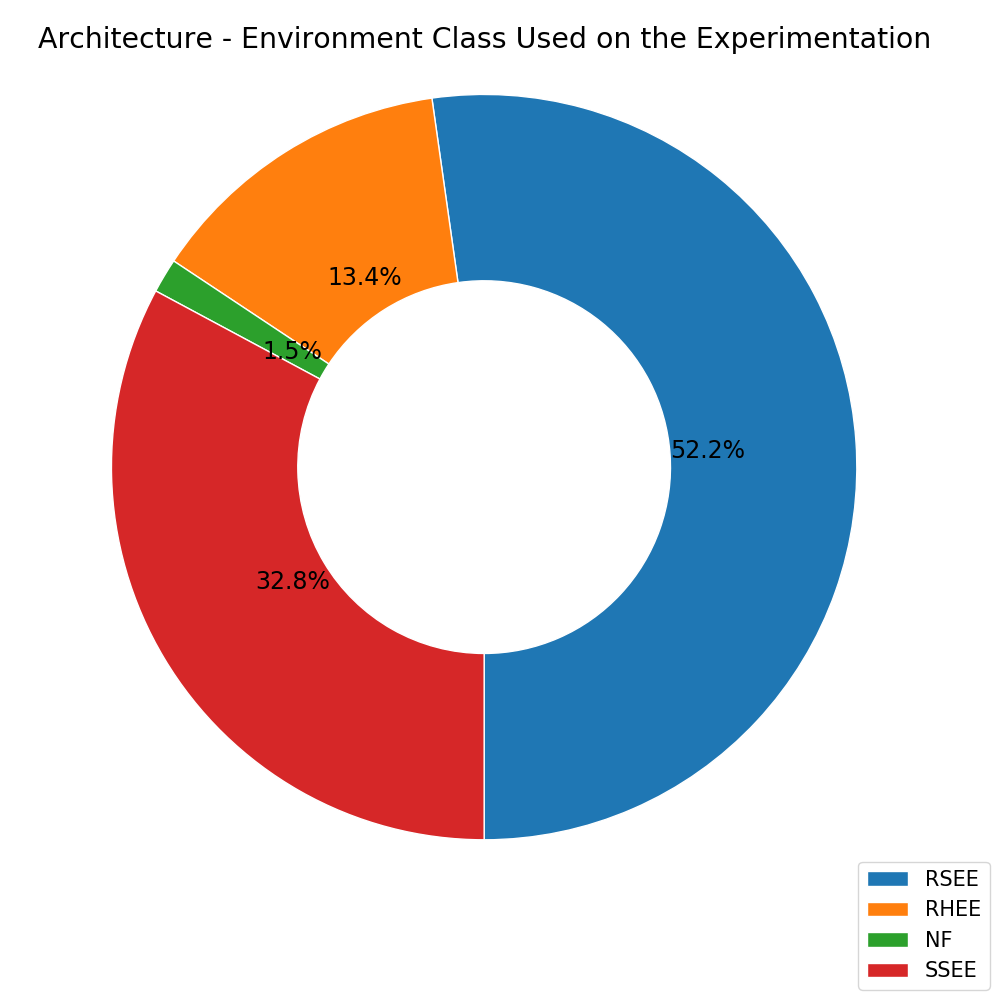 Architecture - Environment Class Used on the Experimentation
13.4%
1.5%
52.2%
32.8%
RSEE
RHEE
NF
SSEE